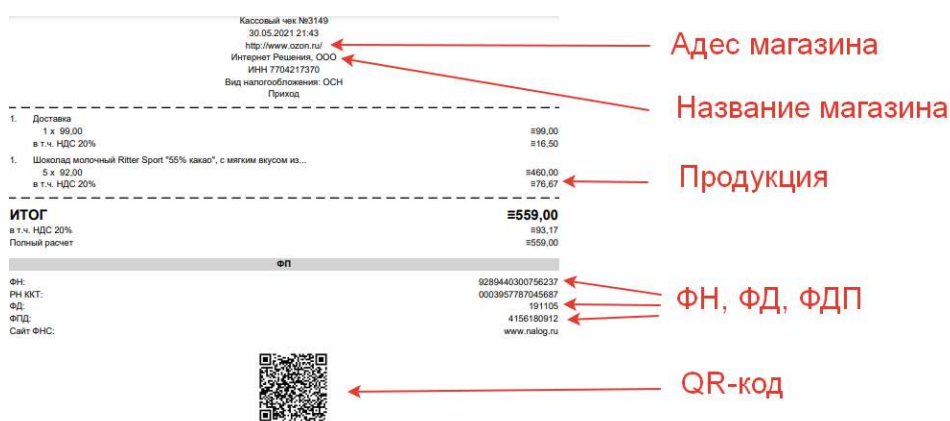 Кассовый чек №3149
30.05.2021 21:43
http://www.ozon.ru/
Интернет Решения, ООО
ИНН 7704217370
Вид налогообложения: ОСН
Приход
Адес магазина
Название магазина
1. Доставка
1 х 99,00 ≡99,00
в т.ч. НДС 20% ≡16,50
1. Шоколад молочный Ritter Sport "55% какао", с мягким вкусом из...
5 х 92,00 ≡460,00
в т.ч. НДС 20% ≡76,67
Продукция
ИТОГ ≡559,00
в т.ч. НДС 20% ≡93,17
Полный расчет ≡559,00
ФП
ФН: 9289440300756237
РН ККТ: 0003957787045687
ФД: 191105
ФПД: 4156180912
Сайт ФНС: www.nalog.ru
ФН, ФД, ФДП
QR-код